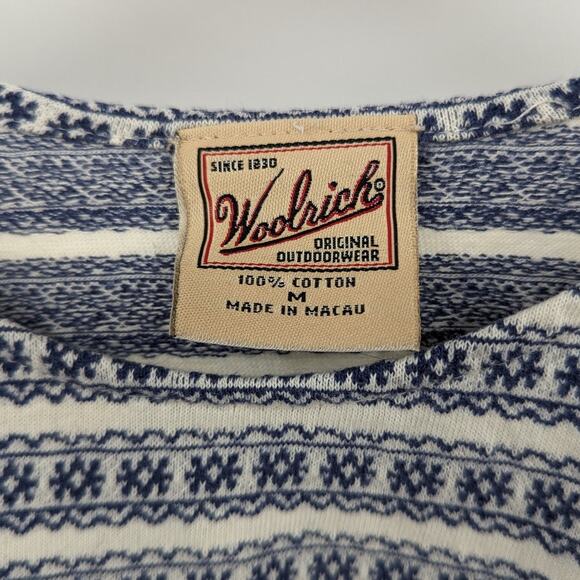 SINCE 1830
Woolrich®
ORIGINAL
OUTDOORWEAR
100% COTTON
M
MADE IN MACAU